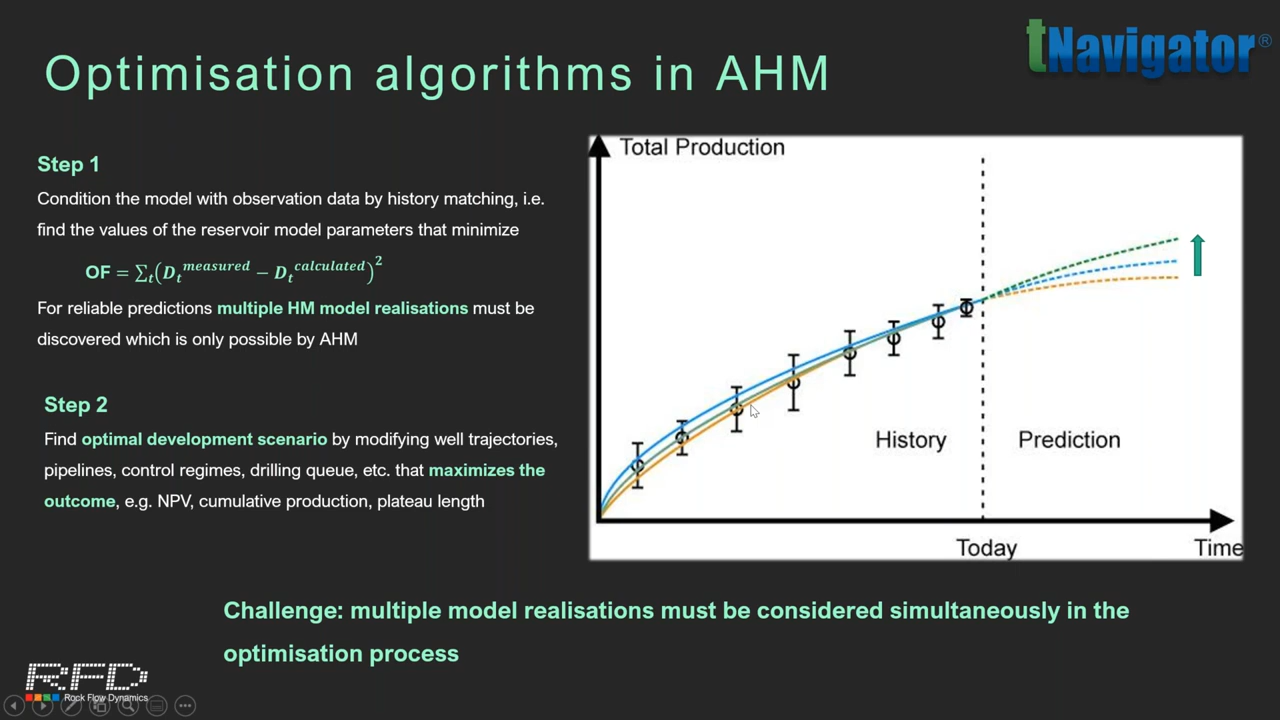 Optimisation algorithms in AHM
tNavigator®
Step 1
Condition the model with observation data by history matching, i.e.
find the values of the reservoir model parameters that minimize
OF = ∑ₜ(Dₜᵐᵉᵃˢᵘʳᵉᵈ − Dₜᶜᵃˡᶜᵘˡᵃᵗᵉᵈ)²
For reliable predictions multiple HM model realisations must be
discovered which is only possible by AHM
Step 2
Find optimal development scenario by modifying well trajectories,
pipelines, control regimes, drilling queue, etc. that maximizes the
outcome, e.g. NPV, cumulative production, plateau length
Total Production
History
Prediction
Today
Time
Challenge: multiple model realisations must be considered simultaneously in the
optimisation process
RFD
Rock Flow Dynamics